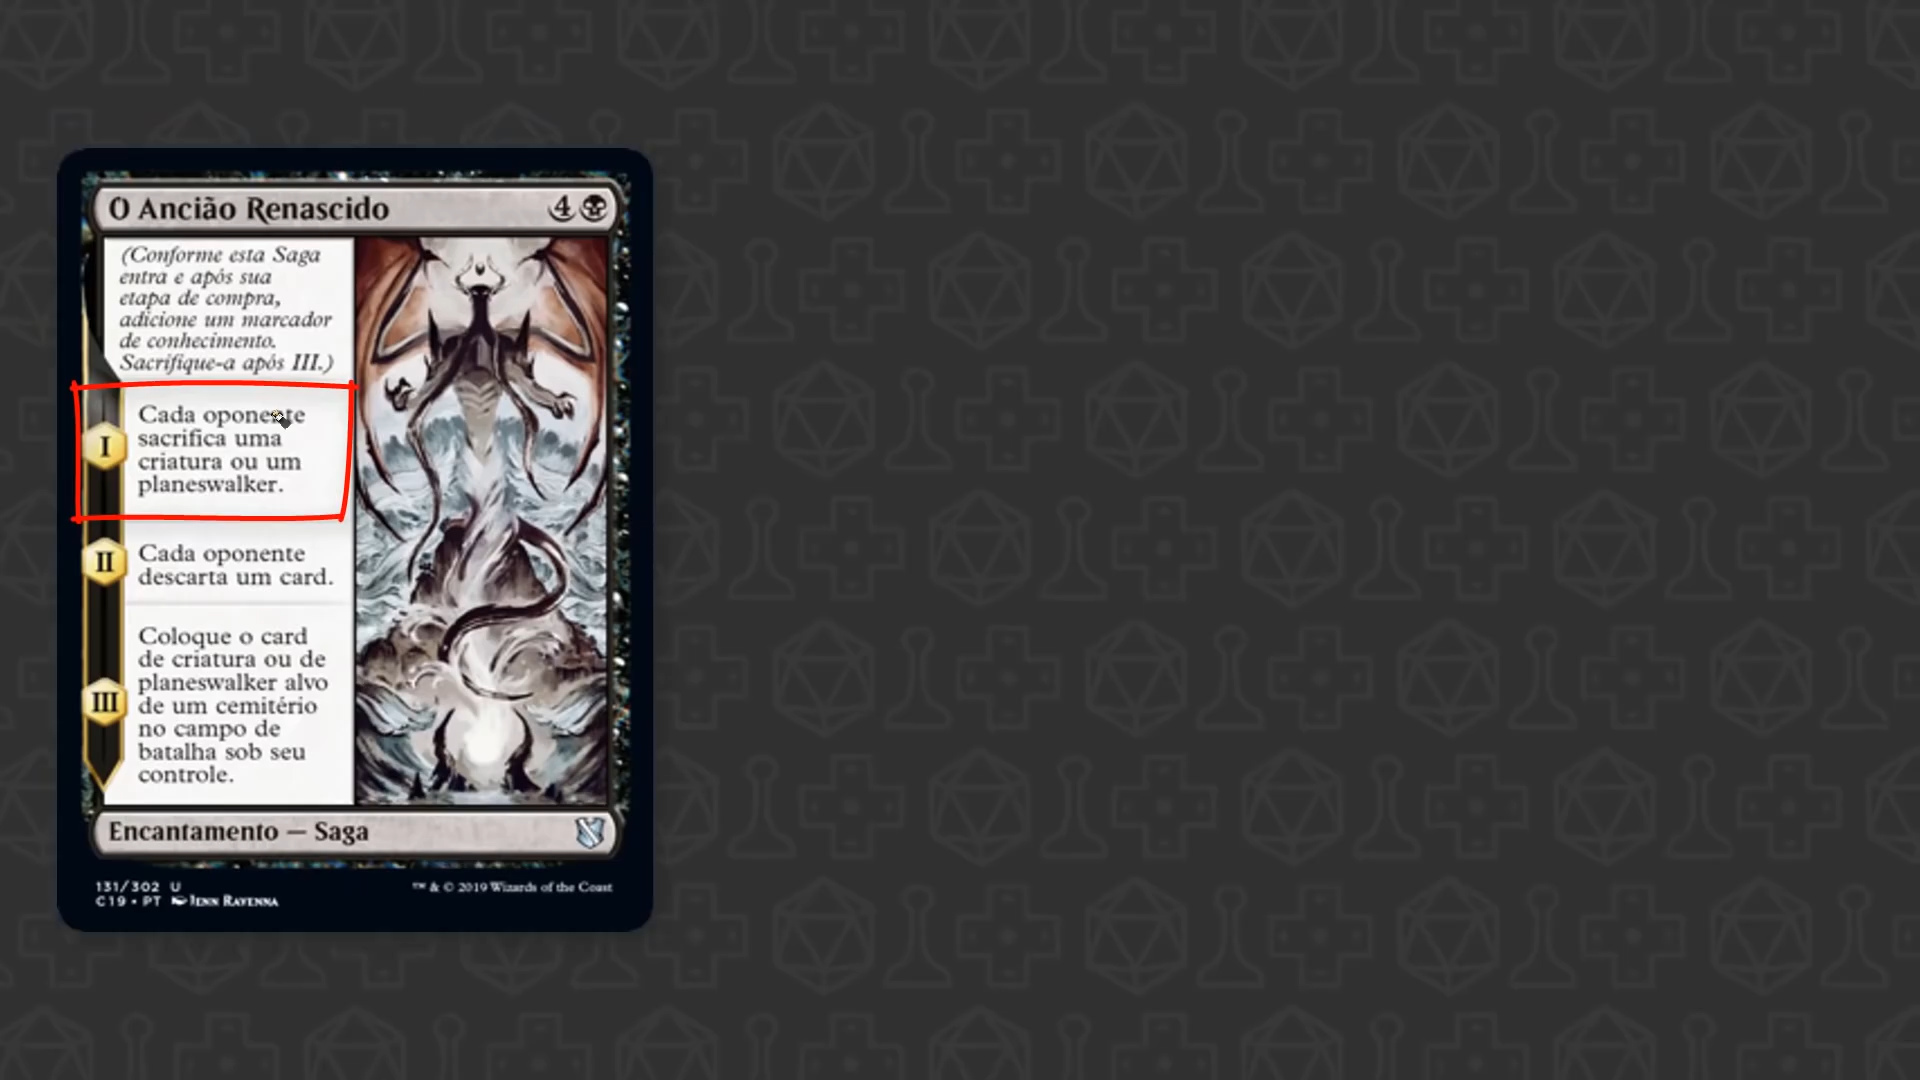 O Ancião Renascido 4
(Conforme esta Saga
entra e após sua
etapa de compra,
adicione um marcador
de conhecimento.
Sacrifique-a após III.)
I
Cada oponente
sacrifica uma
criatura ou um
planeswalker.
II
Cada oponente
descarta um card.
III
Coloque o card
de criatura ou de
planeswalker alvo
de um cemitério
no campo de
batalha sob seu
controle.
Encantamento — Saga
131/302 U
C19 • PT Jenn Ravenna
™ & © 2019 Wizards of the Coast